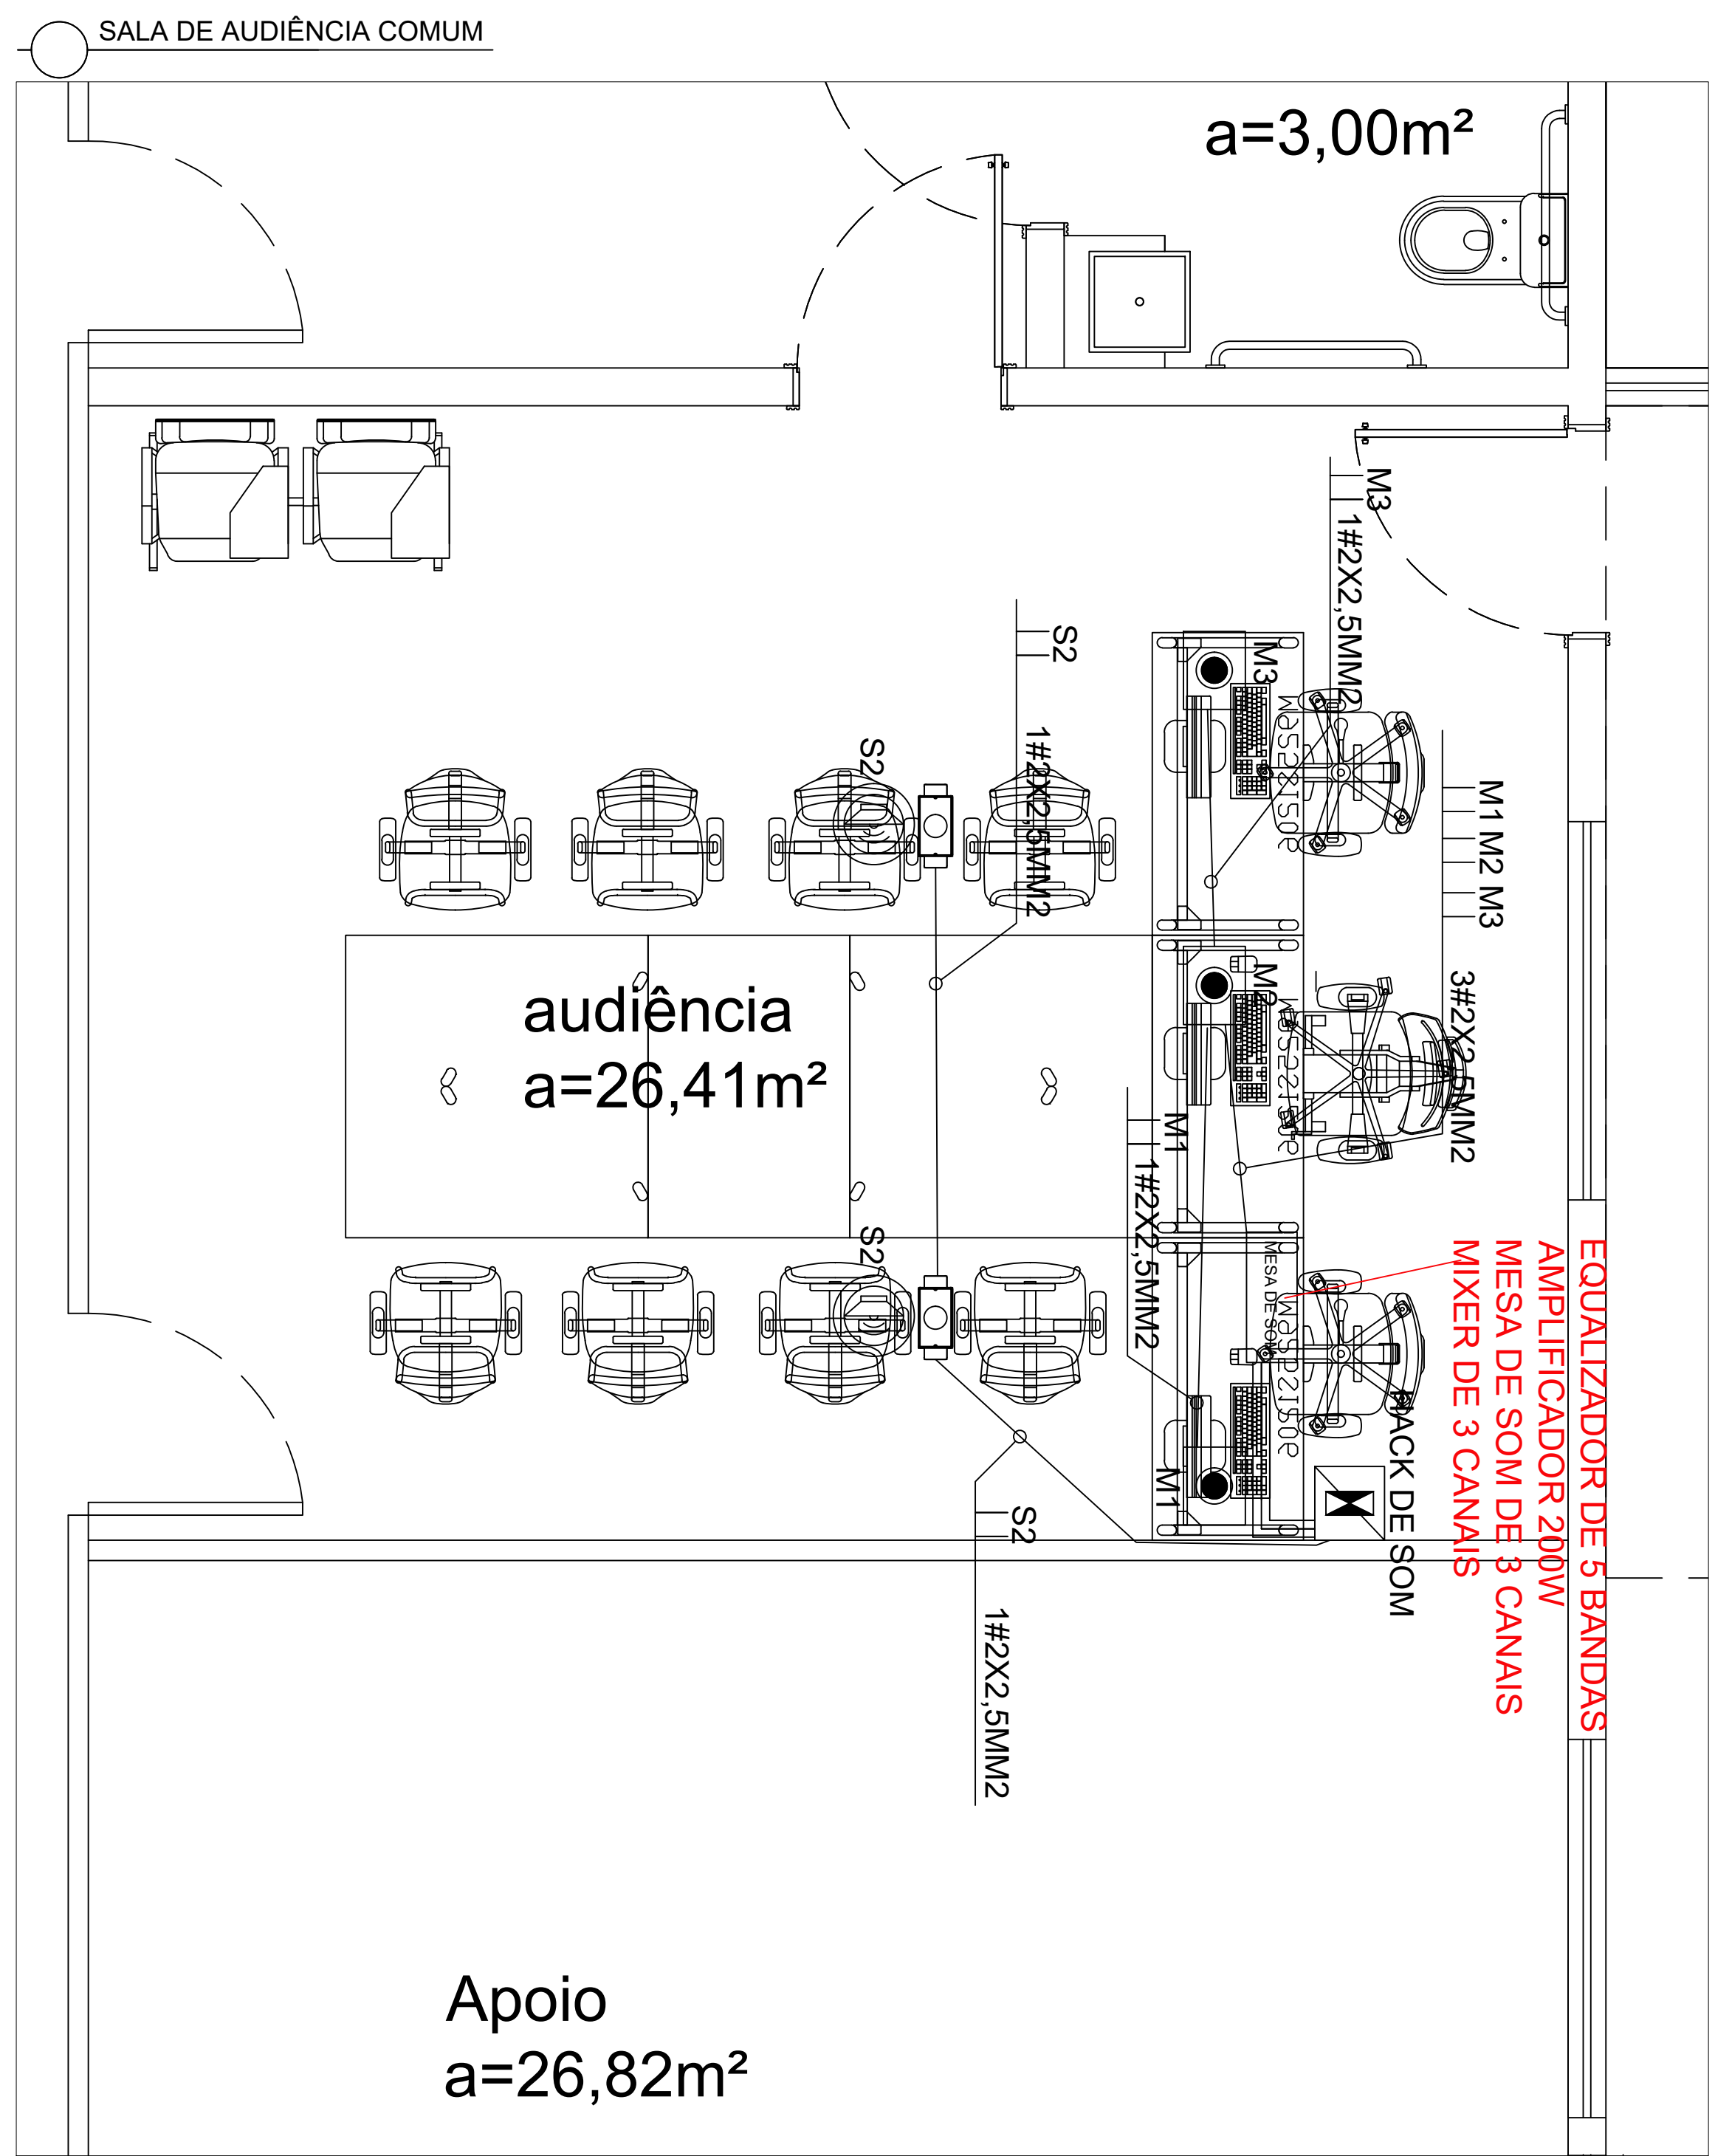 SALA DE AUDIÊNCIA COMUM
a=3,00m²
M3
1#2X2,5MM2
S2
1#2X2,5MM2
M3
S2
M1 M2 M3
3#2X2,5MM2
audiência
a=26,41m²
M2
M1
1#2X2,5MM2
S2
MESA DE SOM
EQUALIZADOR DE 5 BANDAS
AMPLIFICADOR 200W
MESA DE SOM DE 3 CANAIS
MIXER DE 3 CANAIS
M1
S2
1#2X2,5MM2
Apoio
a=26,82m²